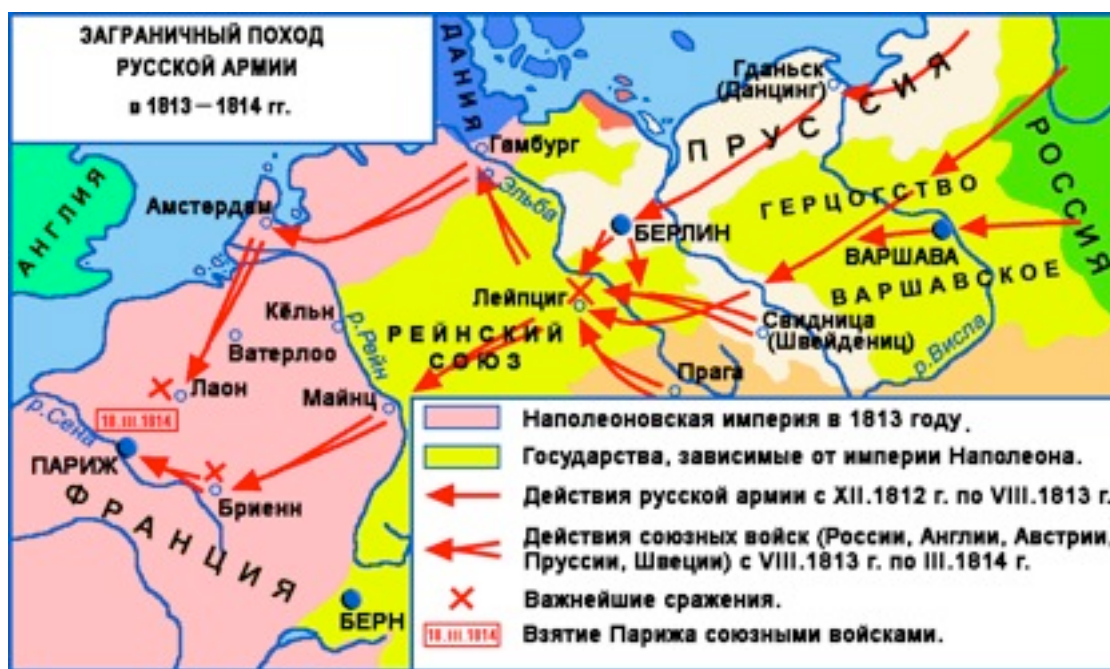 ЗАГРАНИЧНЫЙ ПОХОД
РУССКОЙ АРМИИ
в 1813—1814 гг.
ДАНИЯ
Гданьск
(Данцинг)
ПРУССИЯ
РОССИЯ
АНГЛИЯ
Гамбург
р.Эльба
Амстердам
БЕРЛИН
ГЕРЦОГСТВО
ВАРШАВА
ВАРШАВСКОЕ
Лейпциг
Кёльн
р.Рейн
РЕЙНСКИЙ
СОЮЗ
Свидница
(Швейдениц)
р.Висла
Ватерлоо
Прага
Лаон
Майнц
р.Сена
18.III.1814
ПАРИЖ
Бриенн
ФРАНЦИЯ
БЕРН
Наполеоновская империя в 1813 году.
Государства, зависимые от империи Наполеона.
Действия русской армии с XII.1812 г. по VIII.1813 г.
Действия союзных войск (России, Англии, Австрии,
Пруссии, Швеции) с VIII.1813 г. по III.1814 г.
Важнейшие сражения.
18.III.1814
Взятие Парижа союзными войсками.